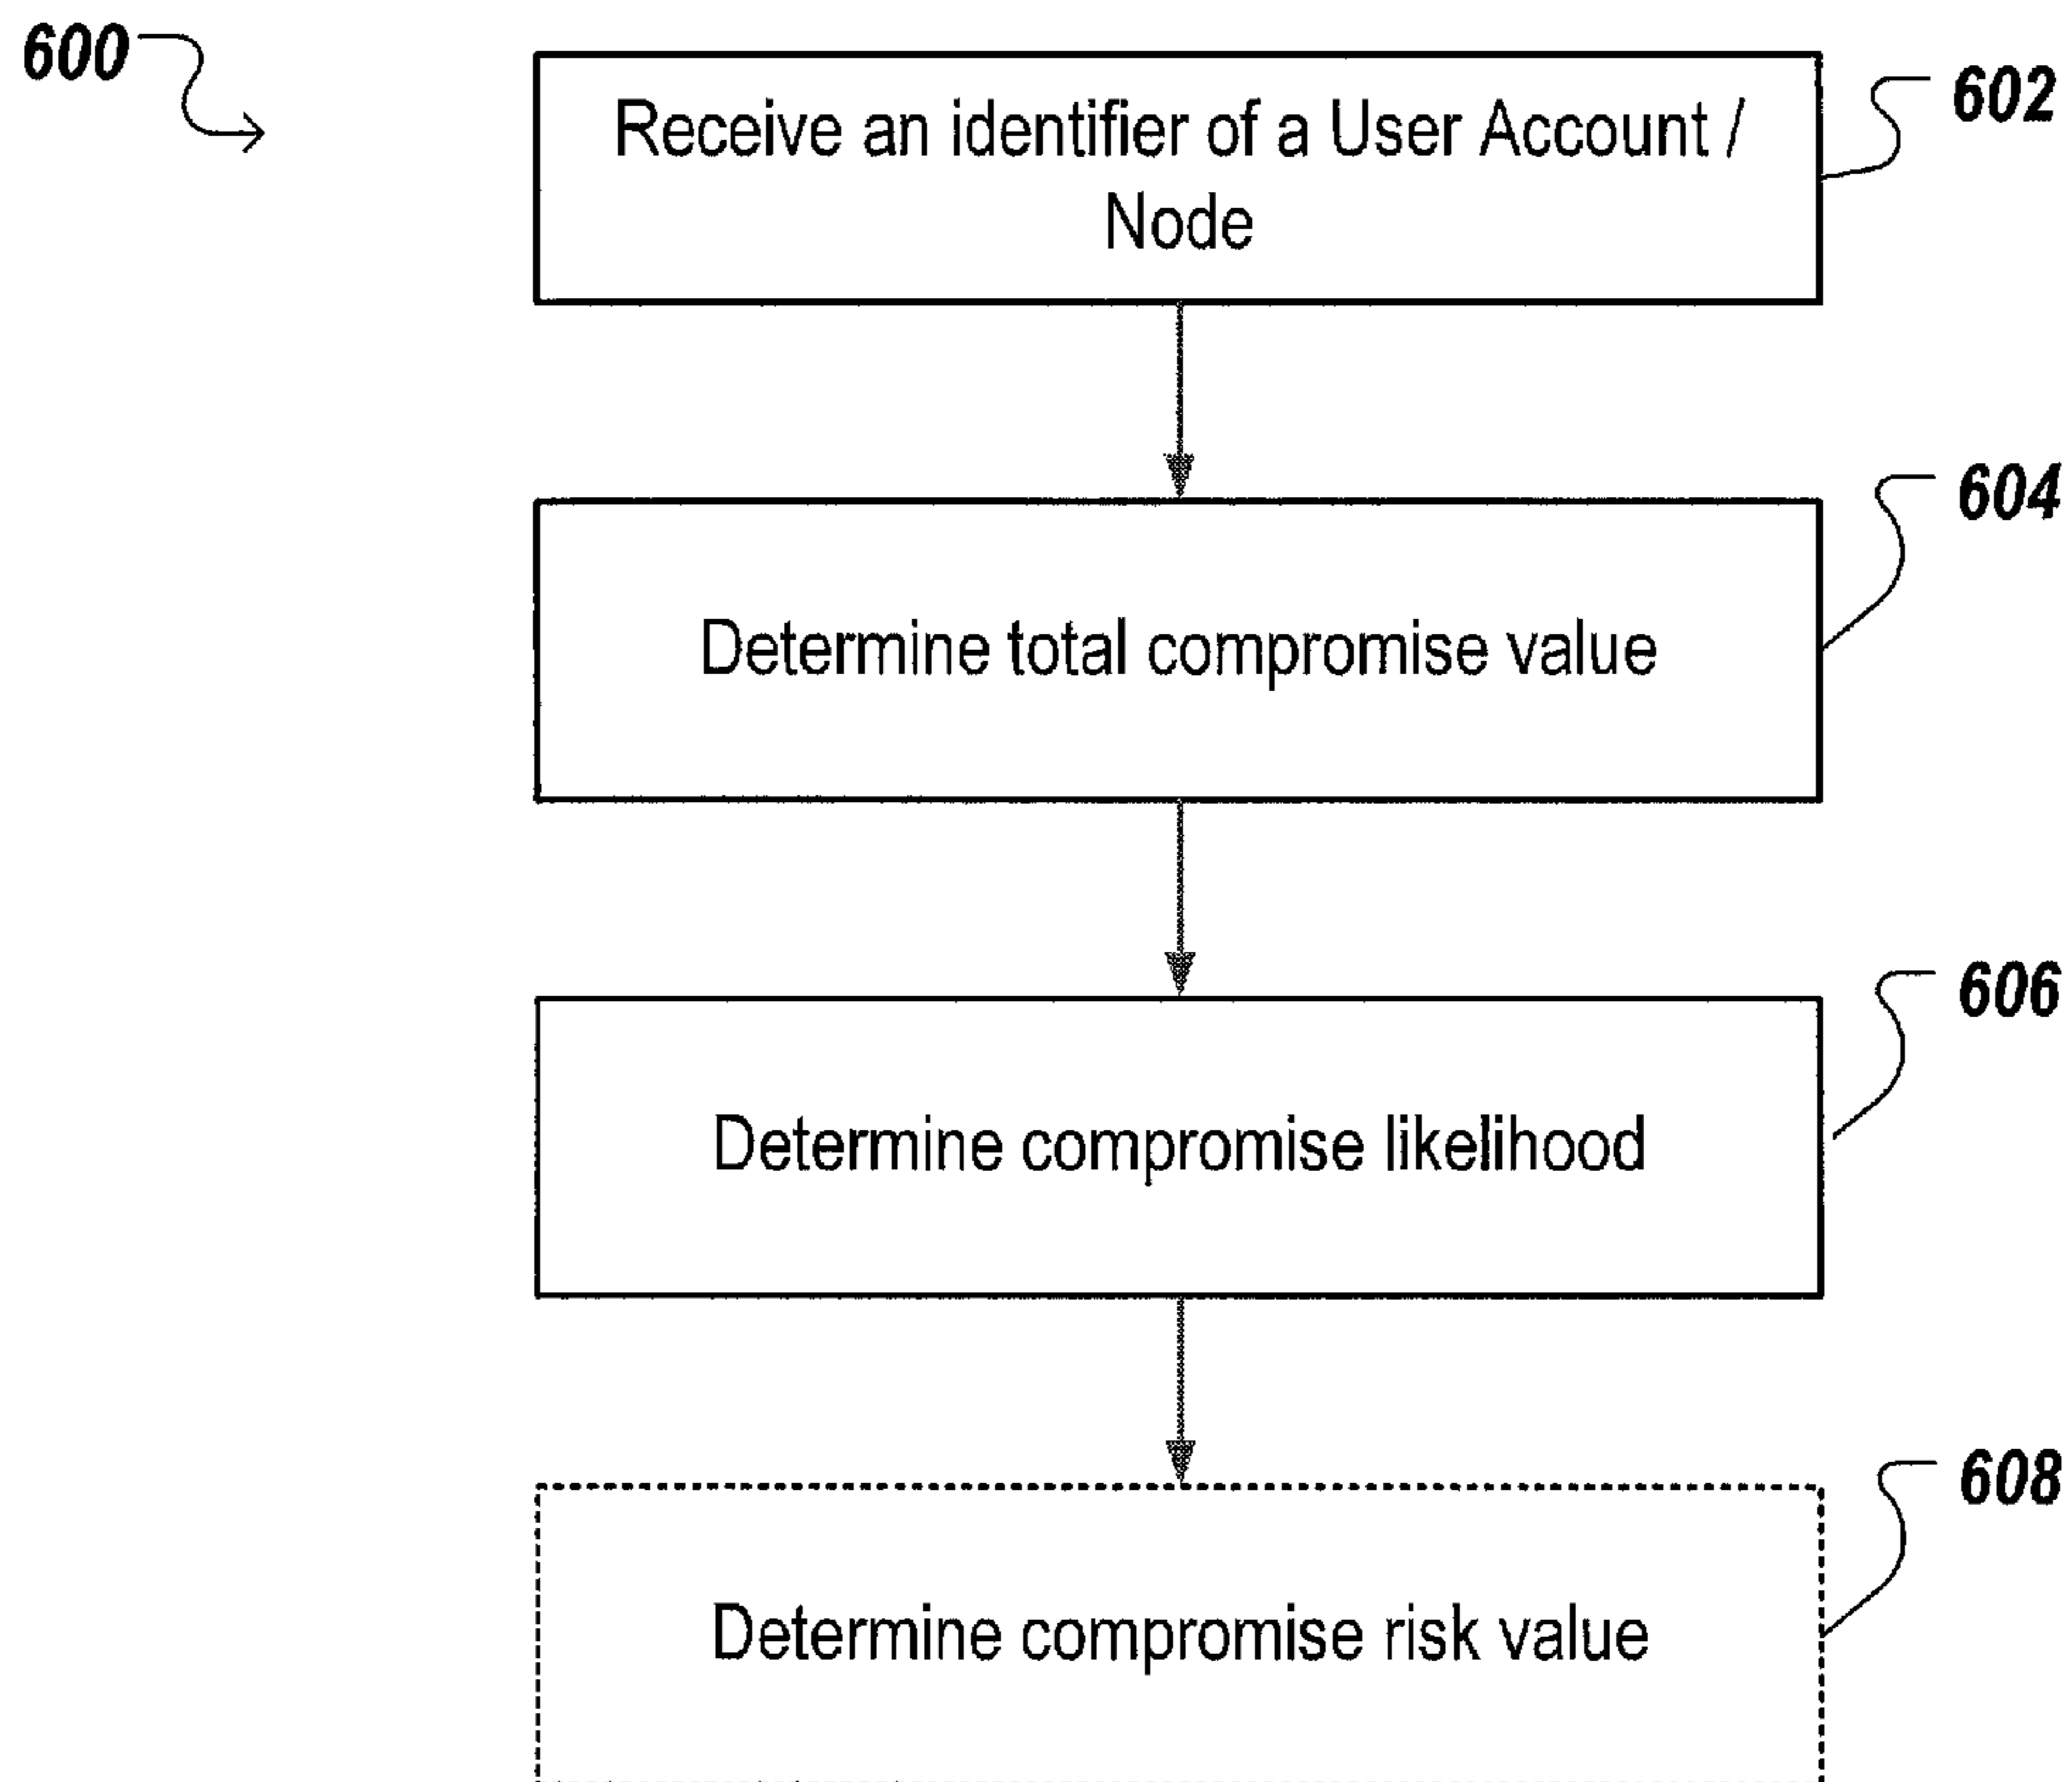 600
Receive an identifier of a User Account /
Node
602
Determine total compromise value
604
Determine compromise likelihood
606
Determine compromise risk value
608